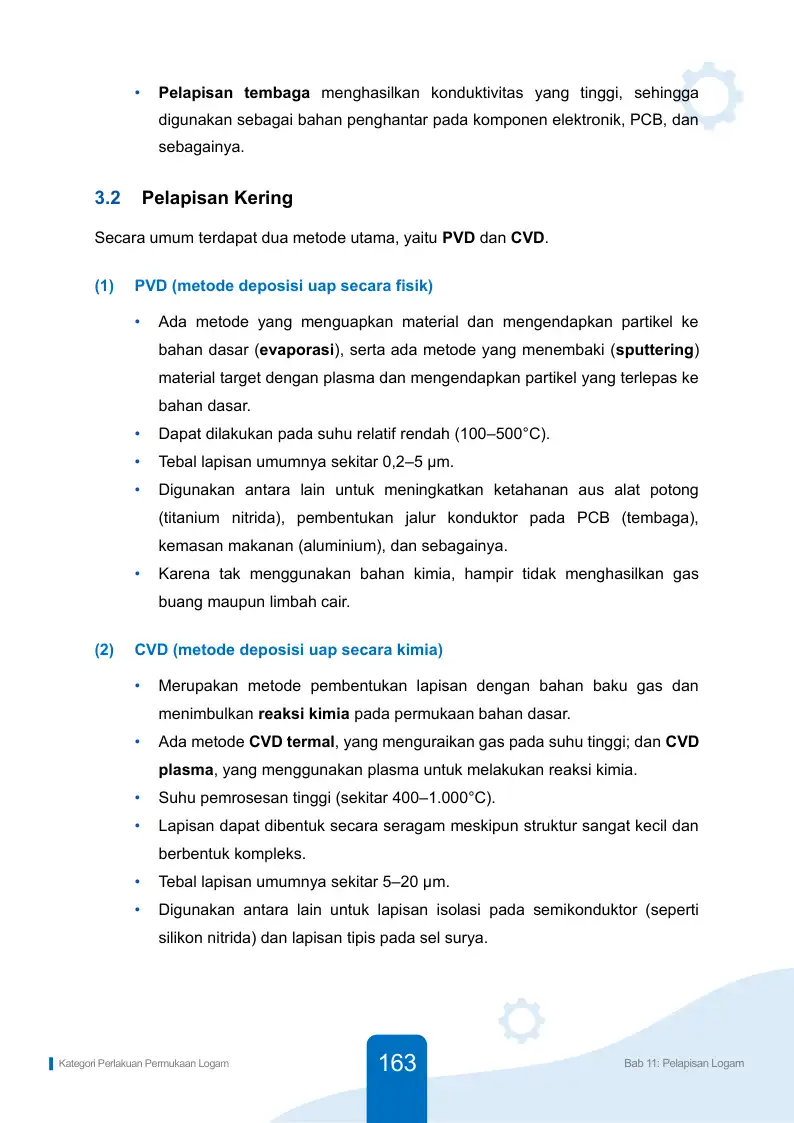 • Pelapisan tembaga menghasilkan konduktivitas yang tinggi, sehingga
digunakan sebagai bahan penghantar pada komponen elektronik, PCB, dan
sebagainya.
3.2 Pelapisan Kering
Secara umum terdapat dua metode utama, yaitu PVD dan CVD.
(1) PVD (metode deposisi uap secara fisik)
• Ada metode yang menguapkan material dan mengendapkan partikel ke
bahan dasar (evaporasi), serta ada metode yang menembaki (sputtering)
material target dengan plasma dan mengendapkan partikel yang terlepas ke
bahan dasar.
• Dapat dilakukan pada suhu relatif rendah (100–500°C).
• Tebal lapisan umumnya sekitar 0,2–5 μm.
• Digunakan antara lain untuk meningkatkan ketahanan aus alat potong
(titanium nitrida), pembentukan jalur konduktor pada PCB (tembaga),
kemasan makanan (aluminium), dan sebagainya.
• Karena tak menggunakan bahan kimia, hampir tidak menghasilkan gas
buang maupun limbah cair.
(2) CVD (metode deposisi uap secara kimia)
• Merupakan metode pembentukan lapisan dengan bahan baku gas dan
menimbulkan reaksi kimia pada permukaan bahan dasar.
• Ada metode CVD termal, yang menguraikan gas pada suhu tinggi; dan CVD
plasma, yang menggunakan plasma untuk melakukan reaksi kimia.
• Suhu pemrosesan tinggi (sekitar 400–1.000°C).
• Lapisan dapat dibentuk secara seragam meskipun struktur sangat kecil dan
berbentuk kompleks.
• Tebal lapisan umumnya sekitar 5–20 μm.
• Digunakan antara lain untuk lapisan isolasi pada semikonduktor (seperti
silikon nitrida) dan lapisan tipis pada sel surya.
Kategori Perlakuan Permukaan Logam
163
Bab 11: Pelapisan Logam